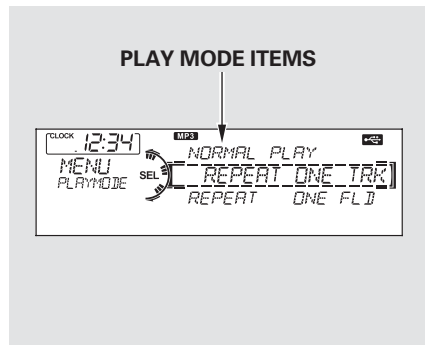 PLAY MODE ITEMS
CLOCK 12:34
MP3
NORMAL PLAY
MENU
PLAYMODE
SEL
REPEAT ONE TRK
REPEAT ONE FLD